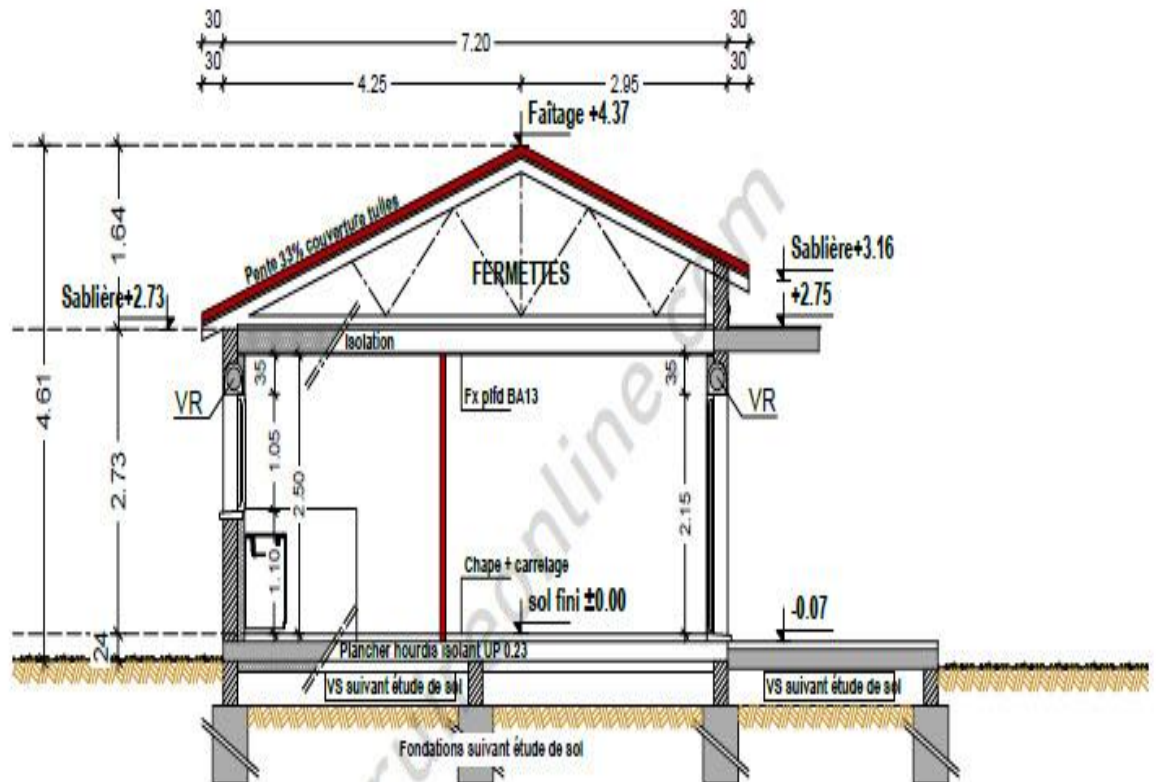 30
7.20
30
30
4.25
2.95
30
Faîtage +4.37
Pente 33% couverture tuiles
1.64
FERMETTES
Sablière+3.16
Sablière+2.73
+2.75
Isolation
4.61
35
Fx plfd BA13
35
VR
VR
2.73
1.05
2.50
2.15
1.10
Chape + carrelage
sol fini ±0.00
-0.07
24
Plancher hourdis isolant UP 0.23
VS suivant étude de sol
VS suivant étude de sol
Fondations suivant étude de sol